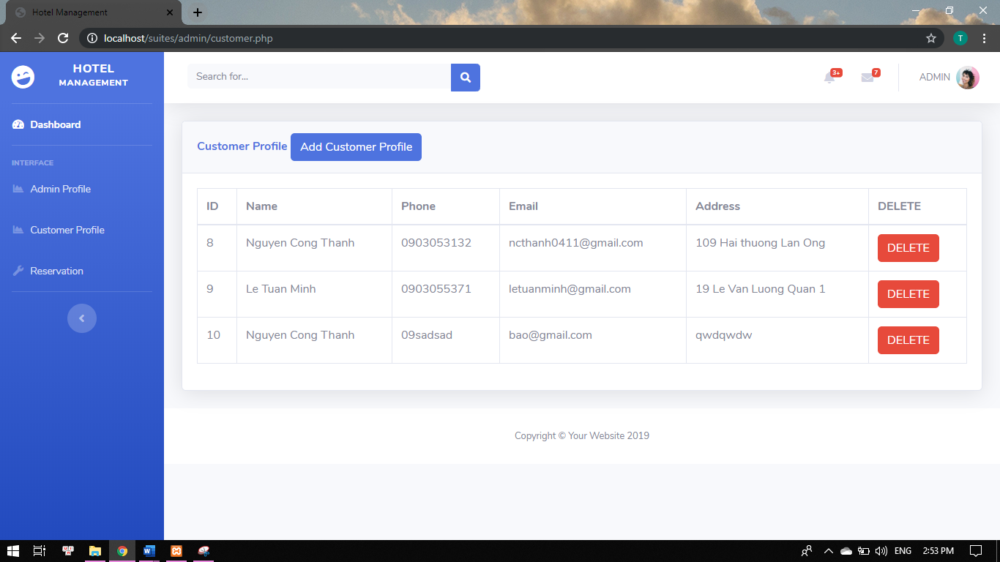 Hotel Management
localhost/suites/admin/customer.php
T
HOTEL
MANAGEMENT
Search for...
3+
7
ADMIN
Dashboard
INTERFACE
Admin Profile
Customer Profile
Reservation
Customer Profile Add Customer Profile
ID Name Phone Email Address DELETE
8 Nguyen Cong Thanh 0903053132 ncthanh0411@gmail.com 109 Hai thuong Lan Ong DELETE
9 Le Tuan Minh 0903055371 letuanminh@gmail.com 19 Le Van Luong Quan 1 DELETE
10 Nguyen Cong Thanh 09sadsad bao@gmail.com qwdqwdw DELETE
Copyright © Your Website 2019
ENG 2:53 PM